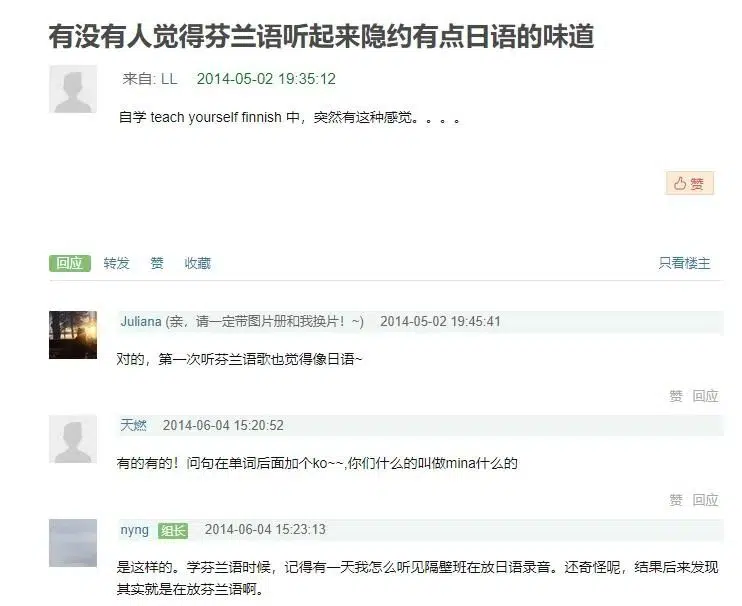 有没有人觉得芬兰语听起来隐约有点日语的味道
来自: LL 2014-05-02 19:35:12
自学 teach yourself finnish 中，突然有这种感觉。。。。
赞
回应 转发 赞 收藏 只看楼主
Juliana (亲，请一定带图片册和我换片！~) 2014-05-02 19:45:41
对的，第一次听芬兰语歌也觉得像日语~
赞 回应
天燃 2014-06-04 15:20:52
有的有的！问句在单词后面加个ko~~,你们什么的叫做mina什么的
赞 回应
nyng 组长 2014-06-04 15:23:13
是这样的。学芬兰语时候，记得有一天我怎么听见隔壁班在放日语录音。还奇怪呢，结果后来发现
其实就是在放芬兰语啊。